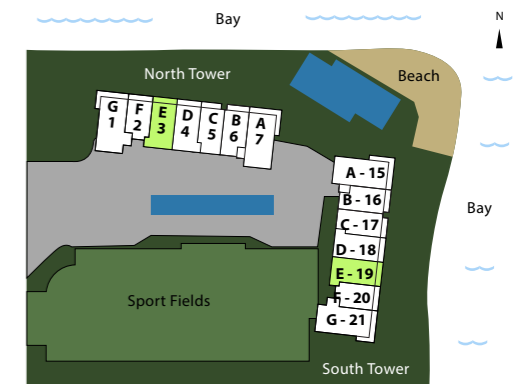 Bay
N
North Tower
Beach
G
1
F
2
E
3
D
4
C
5
B
6
A
7
A - 15
B - 16
C - 17
D - 18
E - 19
F - 20
G - 21
Bay
Sport Fields
South Tower